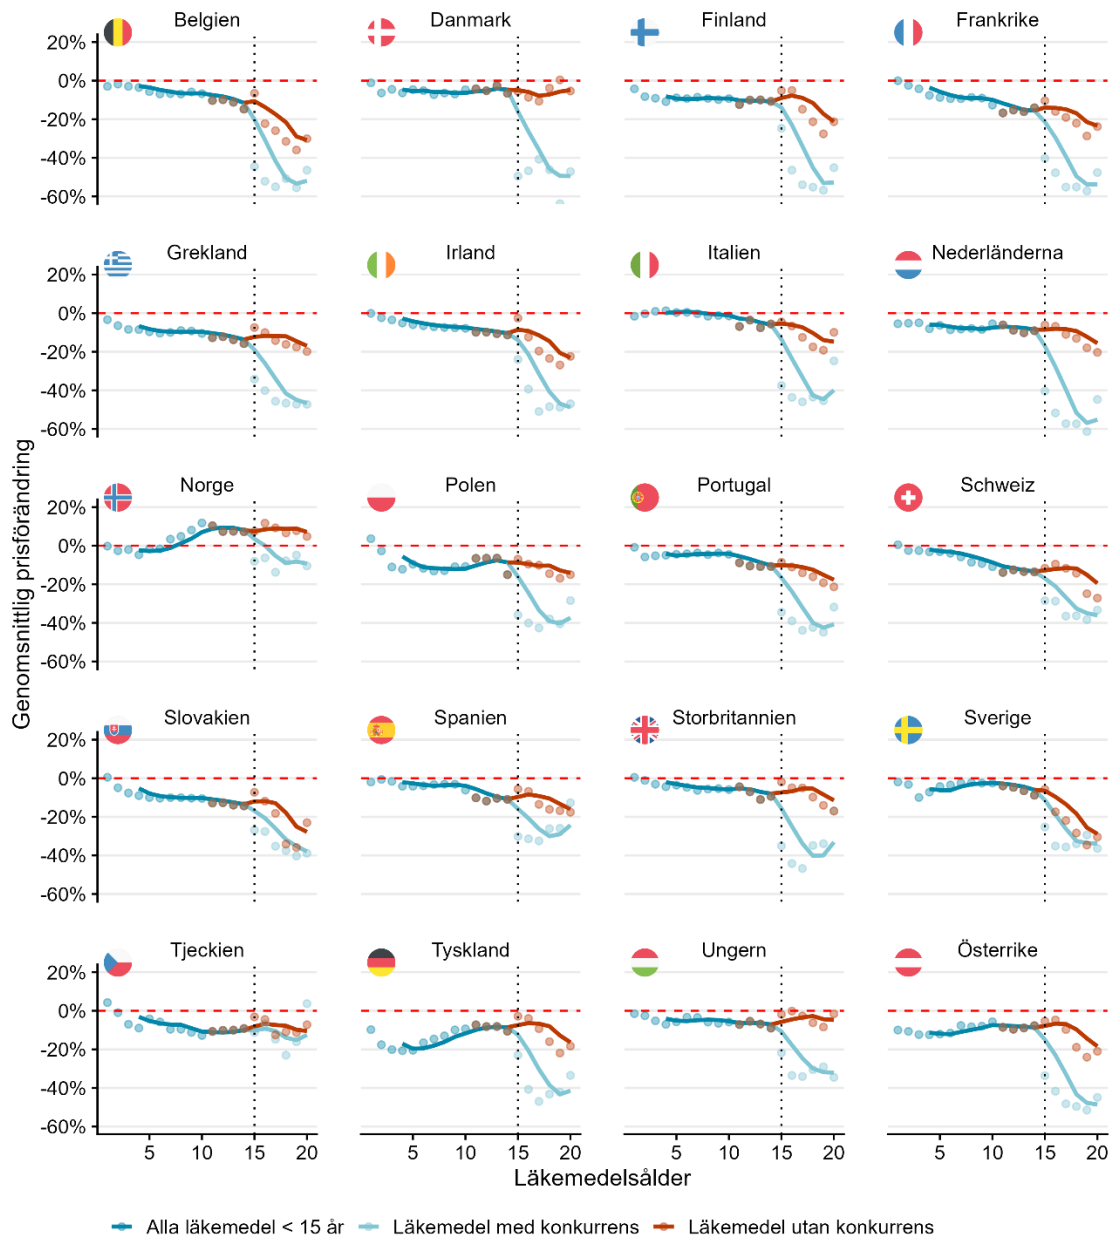 Belgien Danmark Finland Frankrike
20%
0%
-20%
-40%
-60%
Grekland Irland Italien Nederländerna
20%
0%
-20%
-40%
-60%
Norge Polen Portugal Schweiz
20%
0%
-20%
-40%
-60%
Slovakien Spanien Storbritannien Sverige
20%
0%
-20%
-40%
-60%
Tjeckien Tyskland Ungern Österrike
20%
0%
-20%
-40%
-60%
5 10 15 20 5 10 15 20 5 10 15 20 5 10 15 20
Genomsnittlig prisförändring
Läkemedelsålder
Alla läkemedel < 15 år Läkemedel med konkurrens Läkemedel utan konkurrens